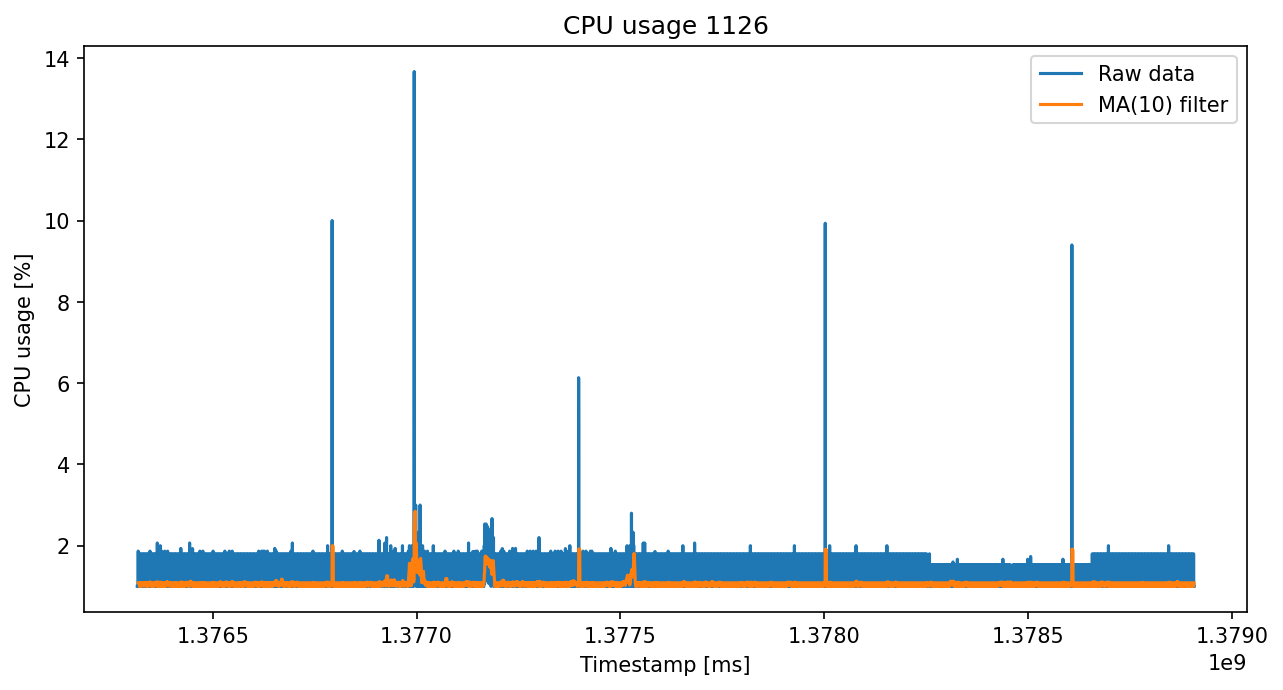 CPU usage 1126
Raw data
MA(10) filter
CPU usage [%]
14
12
10
8
6
4
2
1.3765 1.3770 1.3775 1.3780 1.3785 1.3790
1e9
Timestamp [ms]